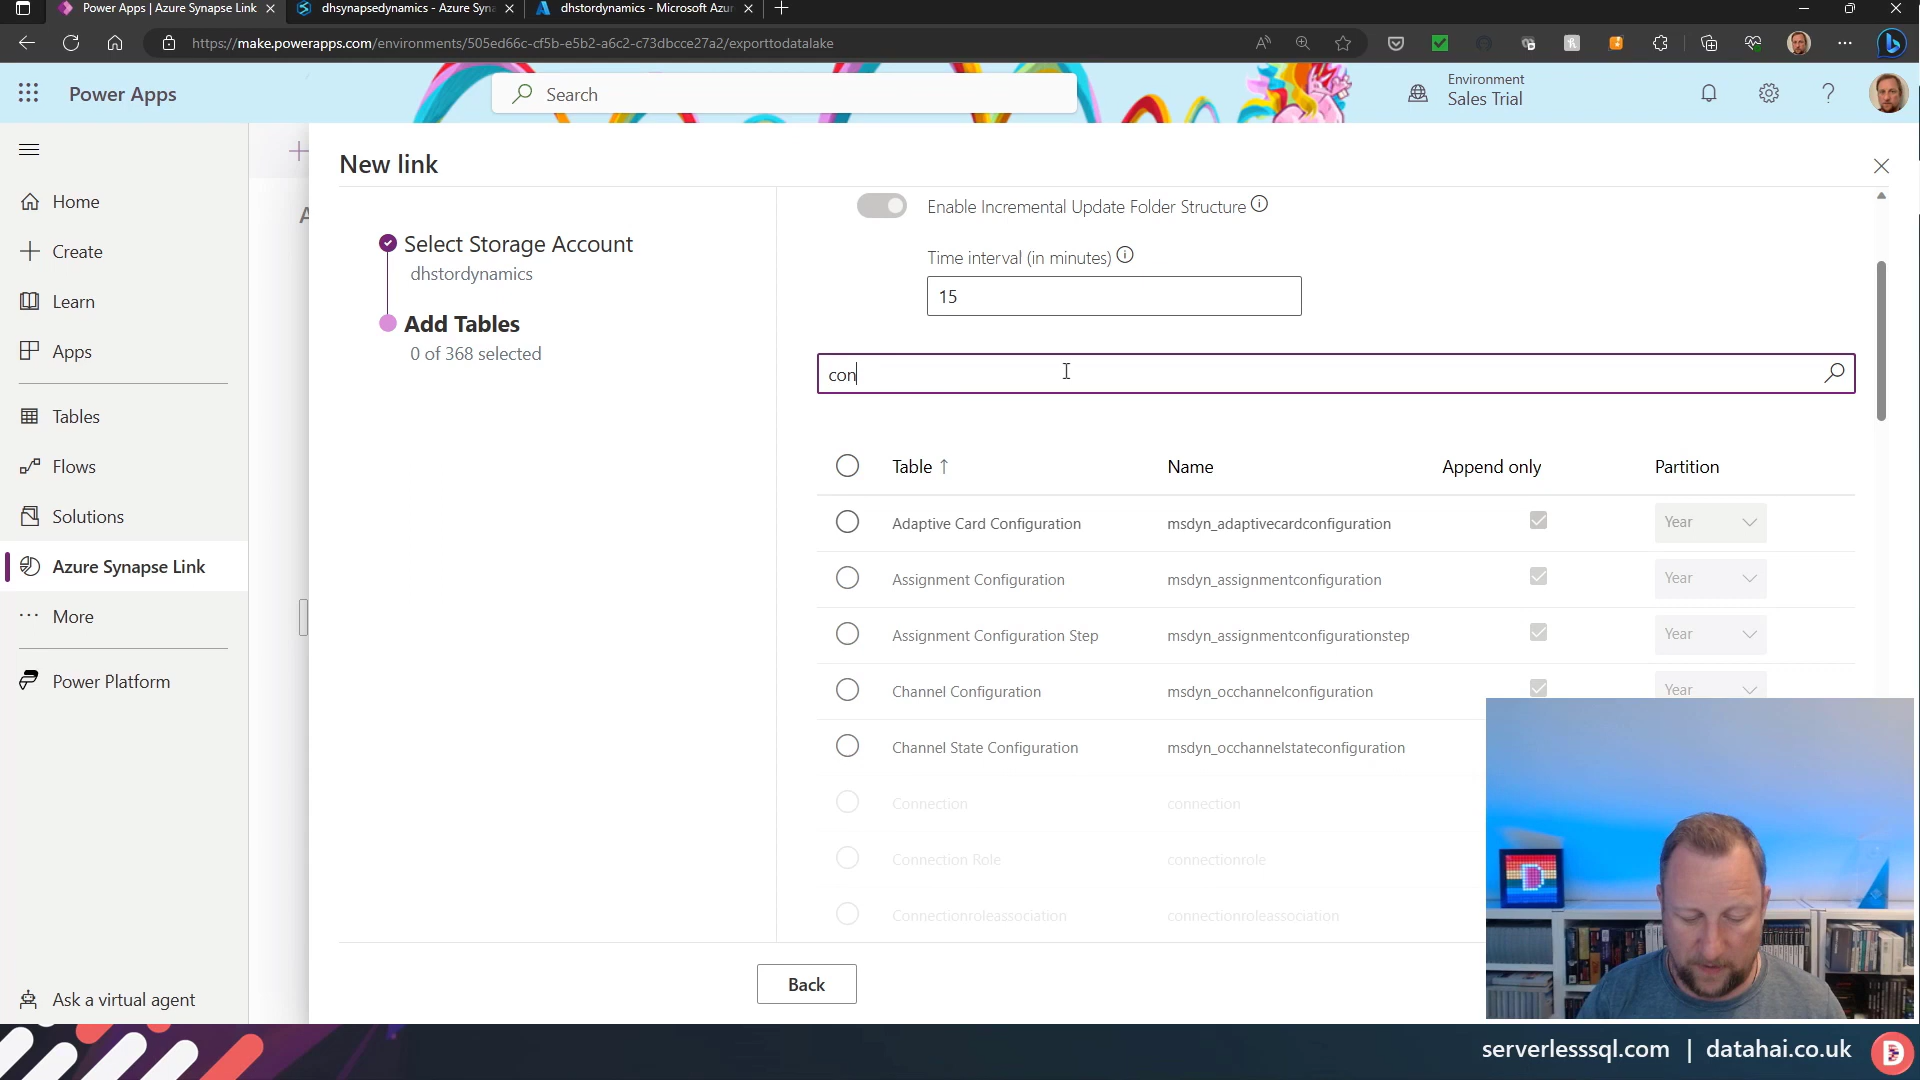 Power Apps | Azure Synapse Link
dhsynapsedynamics - Azure Syna
dhstordynamics - Microsoft Azur
https://make.powerapps.com/environments/505ed66c-cf5b-e5b2-a6c2-c73dbcce27a2/exporttodatalake
Power Apps
Search
Environment
Sales Trial
Home
Create
Learn
Apps
Tables
Flows
Solutions
Azure Synapse Link
More
Power Platform
Ask a virtual agent
New link
Select Storage Account
dhstordynamics
Add Tables
0 of 368 selected
Enable Incremental Update Folder Structure
Time interval (in minutes)
15
con
Table ↑ Name Append only Partition
Adaptive Card Configuration msdyn_adaptivecardconfiguration Year
Assignment Configuration msdyn_assignmentconfiguration Year
Assignment Configuration Step msdyn_assignmentconfigurationstep Year
Channel Configuration msdyn_occhannelconfiguration Year
Channel State Configuration msdyn_occhannelstateconfiguration
Connection connection
Connection Role connectionrole
Connectionroleassociation connectionroleassociation
Back
serverlesssql.com | datahai.co.uk
D